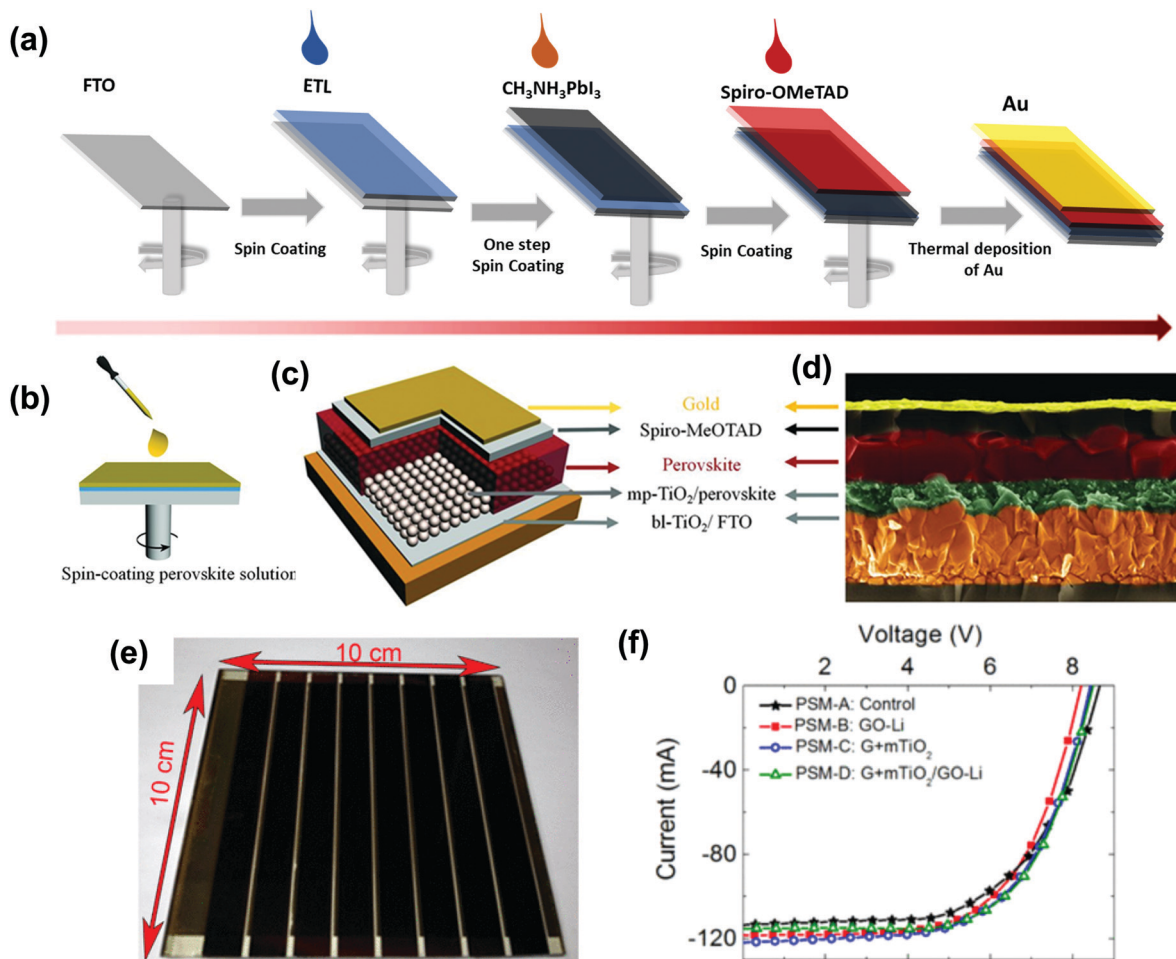 (a)
FTO
ETL
CH₃NH₃PbI₃
Spiro-OMeTAD
Au
Spin Coating
One step
Spin Coating
Spin Coating
Thermal deposition
of Au
(b)
Spin-coating perovskite solution
(c)
Gold
Spiro-MeOTAD
Perovskite
mp-TiO₂/perovskite
bl-TiO₂/ FTO
(d)
(e)
10 cm
10 cm
(f)
Voltage (V)
2 4 6 8
Current (mA)
0
-40
-80
-120
PSM-A: Control
PSM-B: GO-Li
PSM-C: G+mTiO₂
PSM-D: G+mTiO₂/GO-Li